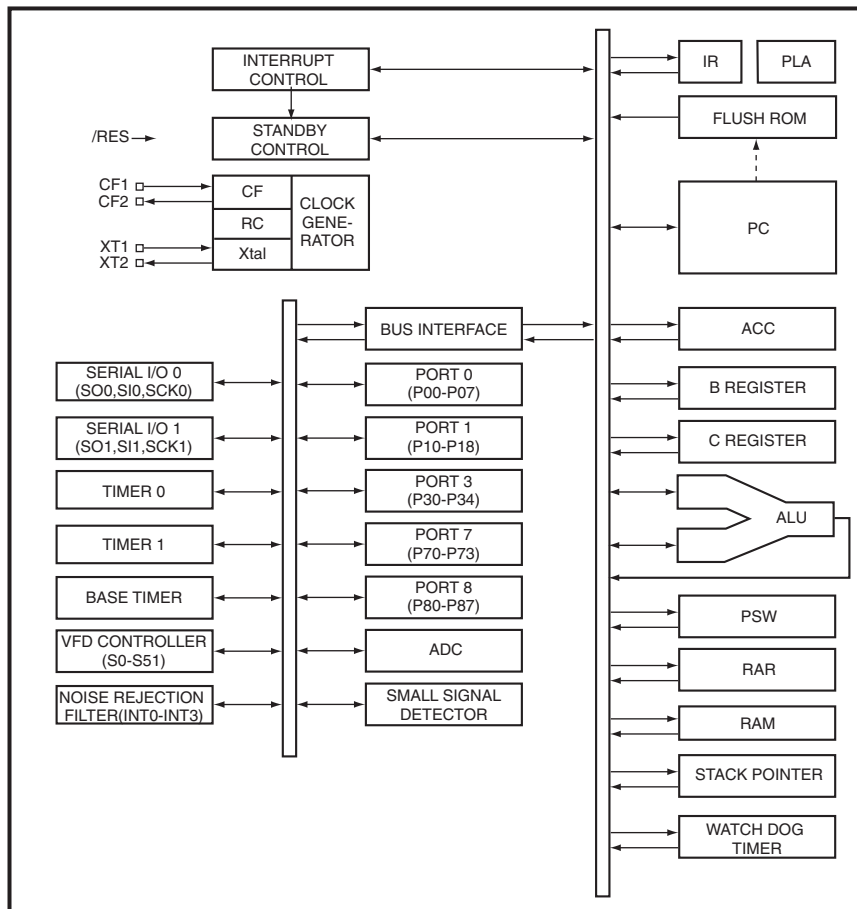 INTERRUPT
CONTROL
IR
PLA
/RES
STANDBY
CONTROL
FLUSH ROM
CF1
CF2
CF
RC
Xtal
CLOCK
GENE-
RATOR
XT1
XT2
PC
BUS INTERFACE
ACC
SERIAL I/O 0
(SO0,SI0,SCK0)
PORT 0
(P00-P07)
B REGISTER
SERIAL I/O 1
(SO1,SI1,SCK1)
PORT 1
(P10-P18)
C REGISTER
TIMER 0
PORT 3
(P30-P34)
ALU
TIMER 1
PORT 7
(P70-P73)
BASE TIMER
PORT 8
(P80-P87)
PSW
VFD CONTROLLER
(S0-S51)
ADC
RAR
NOISE REJECTION
FILTER(INT0-INT3)
SMALL SIGNAL
DETECTOR
RAM
STACK POINTER
WATCH DOG
TIMER